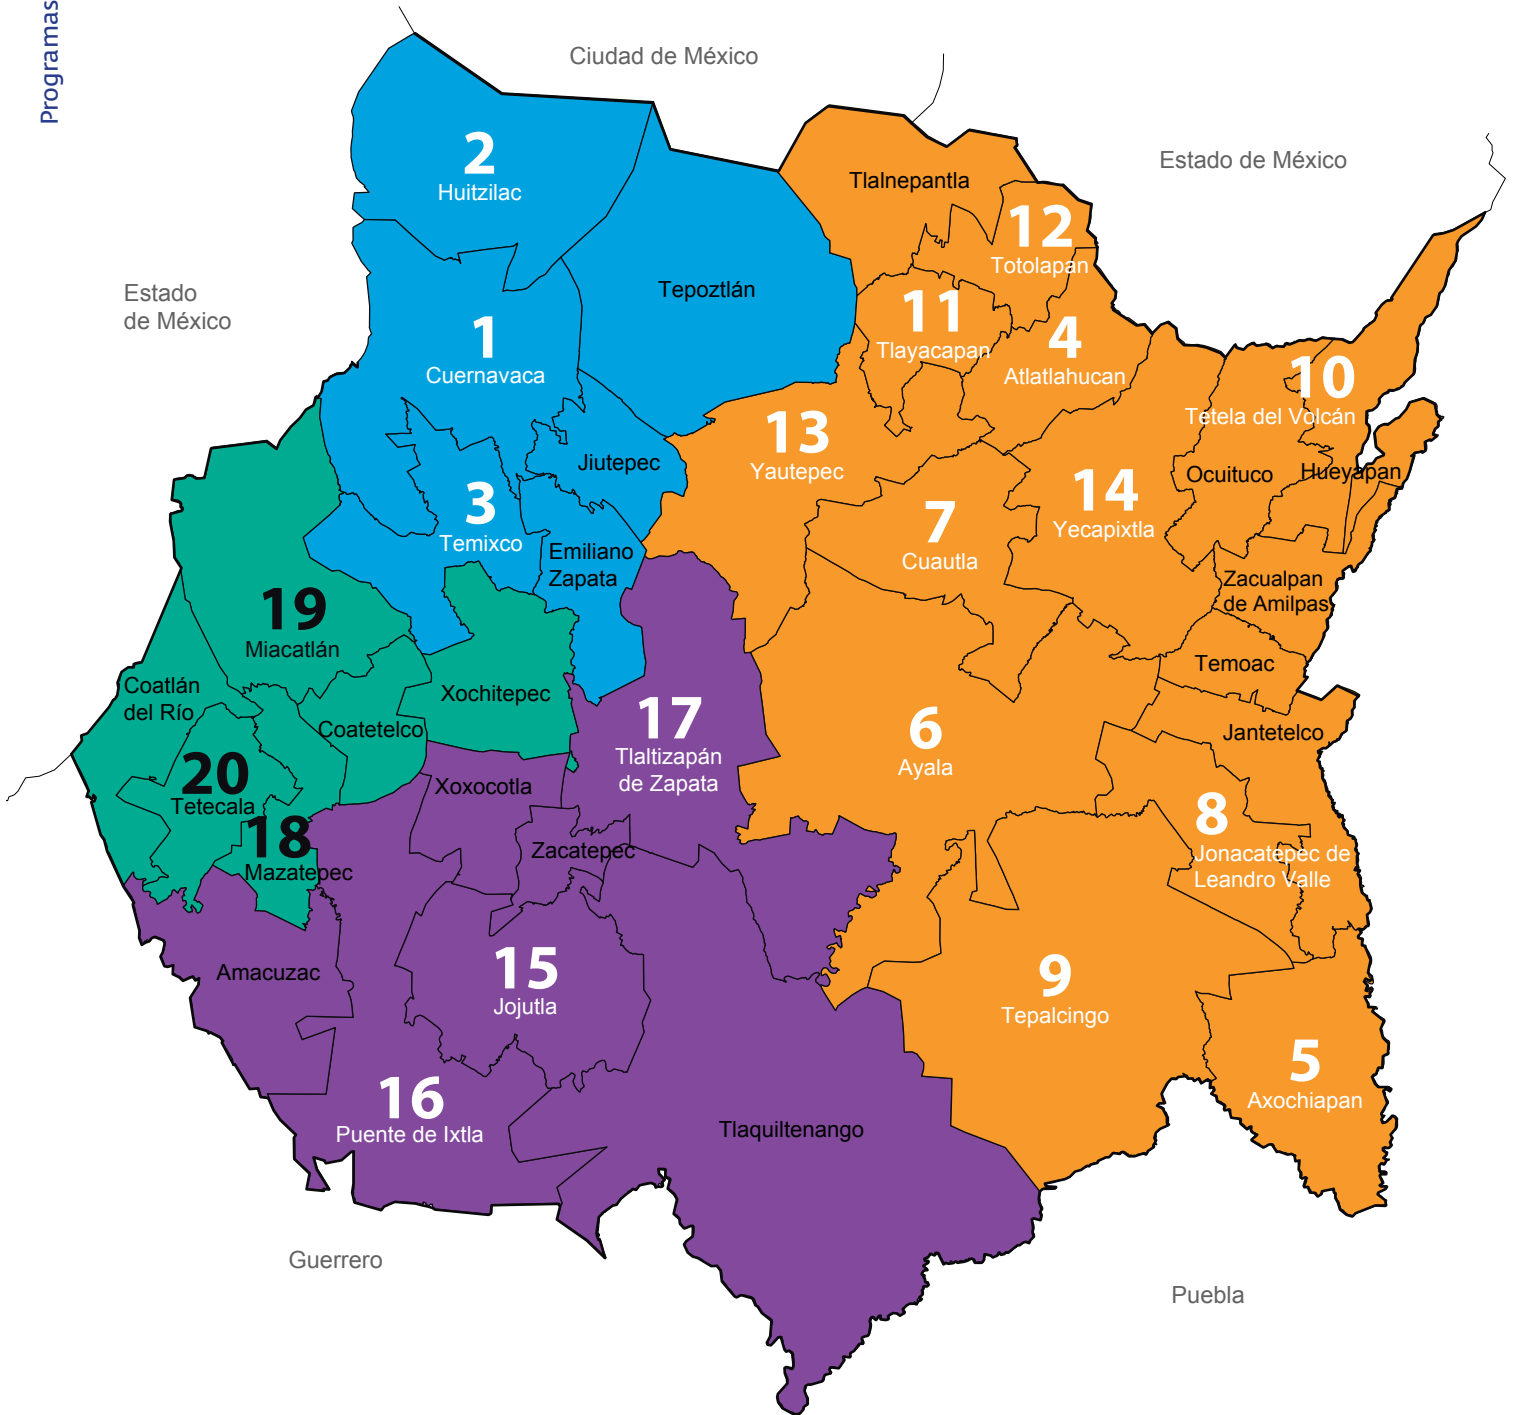 Programas
Ciudad de México
Estado de México
Estado
de México
2
Huitzilac
Tlalnepantla
12
Totolapan
Tepoztlán
11
Tlayacapan
1
Cuernavaca
4
Atlatlahucan
10
Tetela del Volcán
13
Yautepec
Jiutepec
Ocuituco
Hueyapan
3
Temixco
14
Yecapixtla
7
Cuautla
Emiliano
Zapata
Zacualpan
de Amilpas
19
Miacatlán
Temoac
Coatlán
del Río
Xochitepec
Coatetelco
17
Tlaltizapán
de Zapata
6
Ayala
Jantetelco
20
Tetecala
Xoxocotla
18
Mazatepec
Zacatepec
8
Jonacatepec de
Leandro Valle
Amacuzac
15
Jojutla
9
Tepalcingo
5
Axochiapan
16
Puente de Ixtla
Tlaquiltenango
Guerrero
Puebla